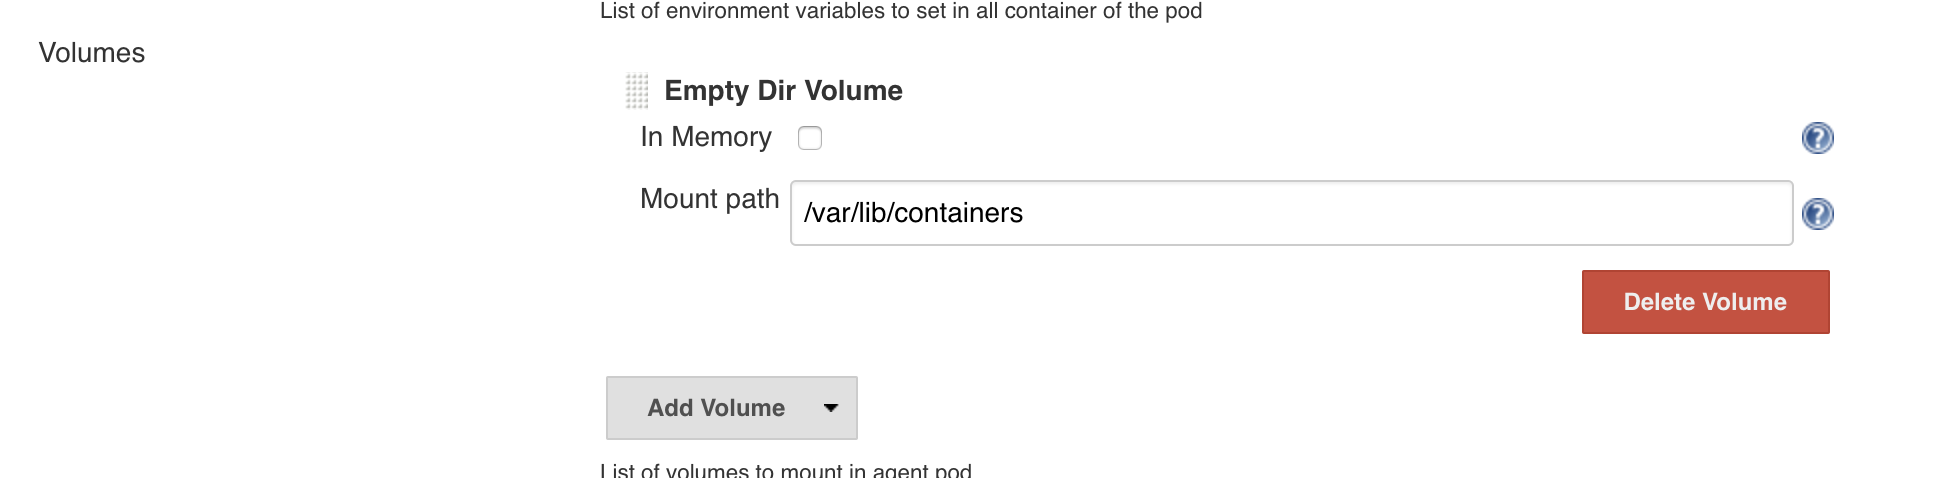 List of environment variables to set in all container of the pod
Volumes
Empty Dir Volume
In Memory
?
Mount path
/var/lib/containers
?
Delete Volume
Add Volume
List of volumes to mount in agent pod